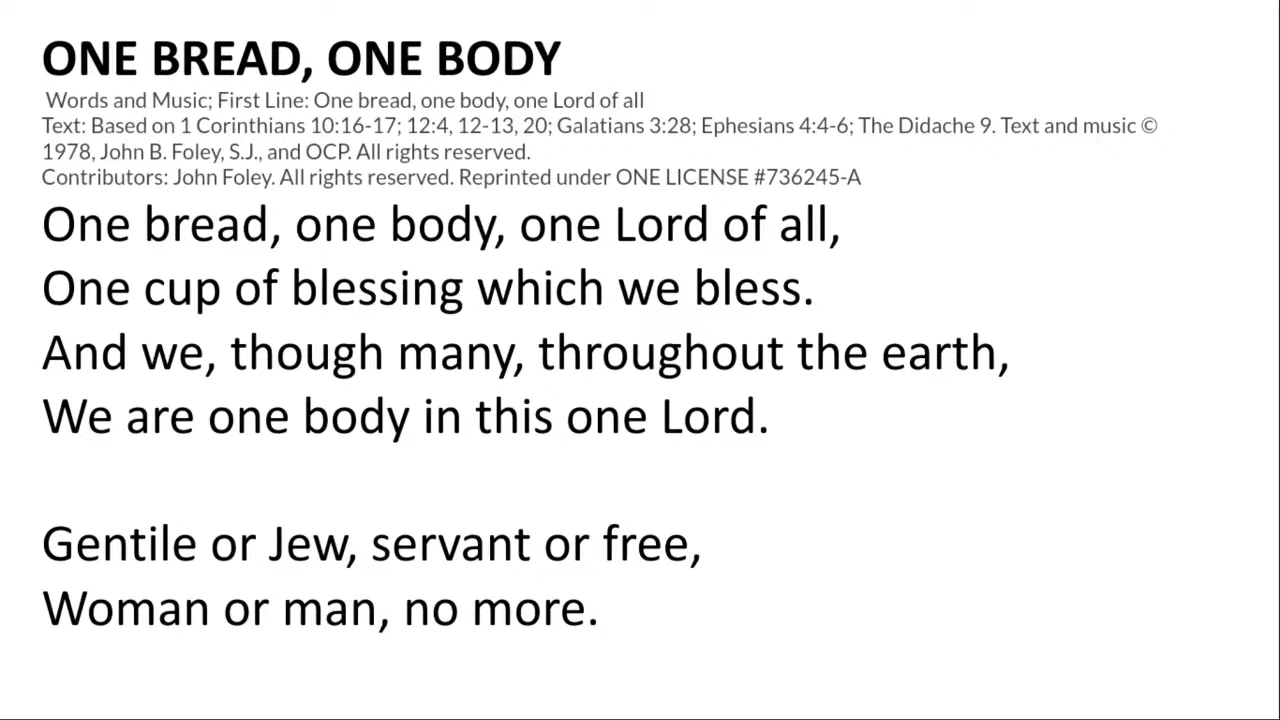 ONE BREAD, ONE BODY
Words and Music; First Line: One bread, one body, one Lord of all
Text: Based on 1 Corinthians 10:16-17; 12:4, 12-13, 20; Galatians 3:28; Ephesians 4:4-6; The Didache 9. Text and music ©
1978, John B. Foley, S.J., and OCP. All rights reserved.
Contributors: John Foley. All rights reserved. Reprinted under ONE LICENSE #736245-A
One bread, one body, one Lord of all,
One cup of blessing which we bless.
And we, though many, throughout the earth,
We are one body in this one Lord.
Gentile or Jew, servant or free,
Woman or man, no more.